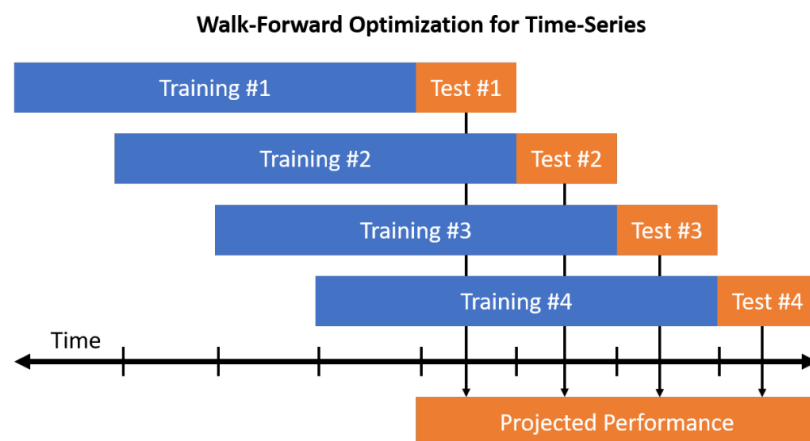 Walk-Forward Optimization for Time-Series
Training #1
Test #1
Training #2
Test #2
Training #3
Test #3
Training #4
Test #4
Time
Projected Performance